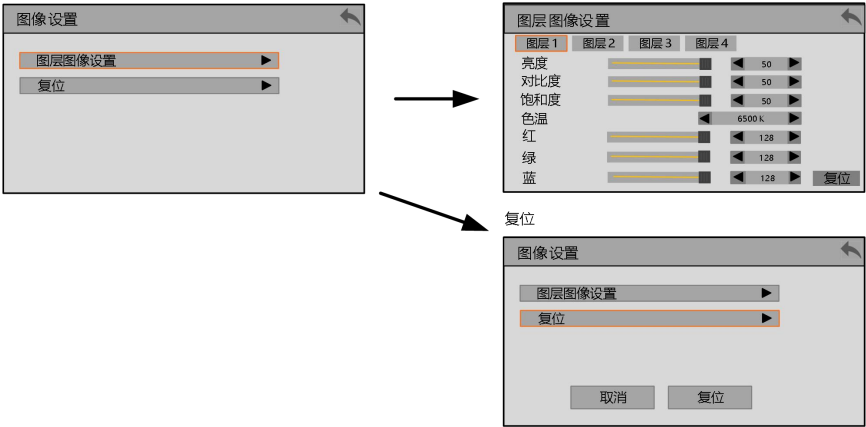 图像设置
图层图像设置
复位
图层图像设置
图层1 图层2 图层3 图层4
亮度 50
对比度 50
饱和度 50
色温 6500K
红 128
绿 128
蓝 128 复位
复位
图像设置
图层图像设置
复位
取消 复位